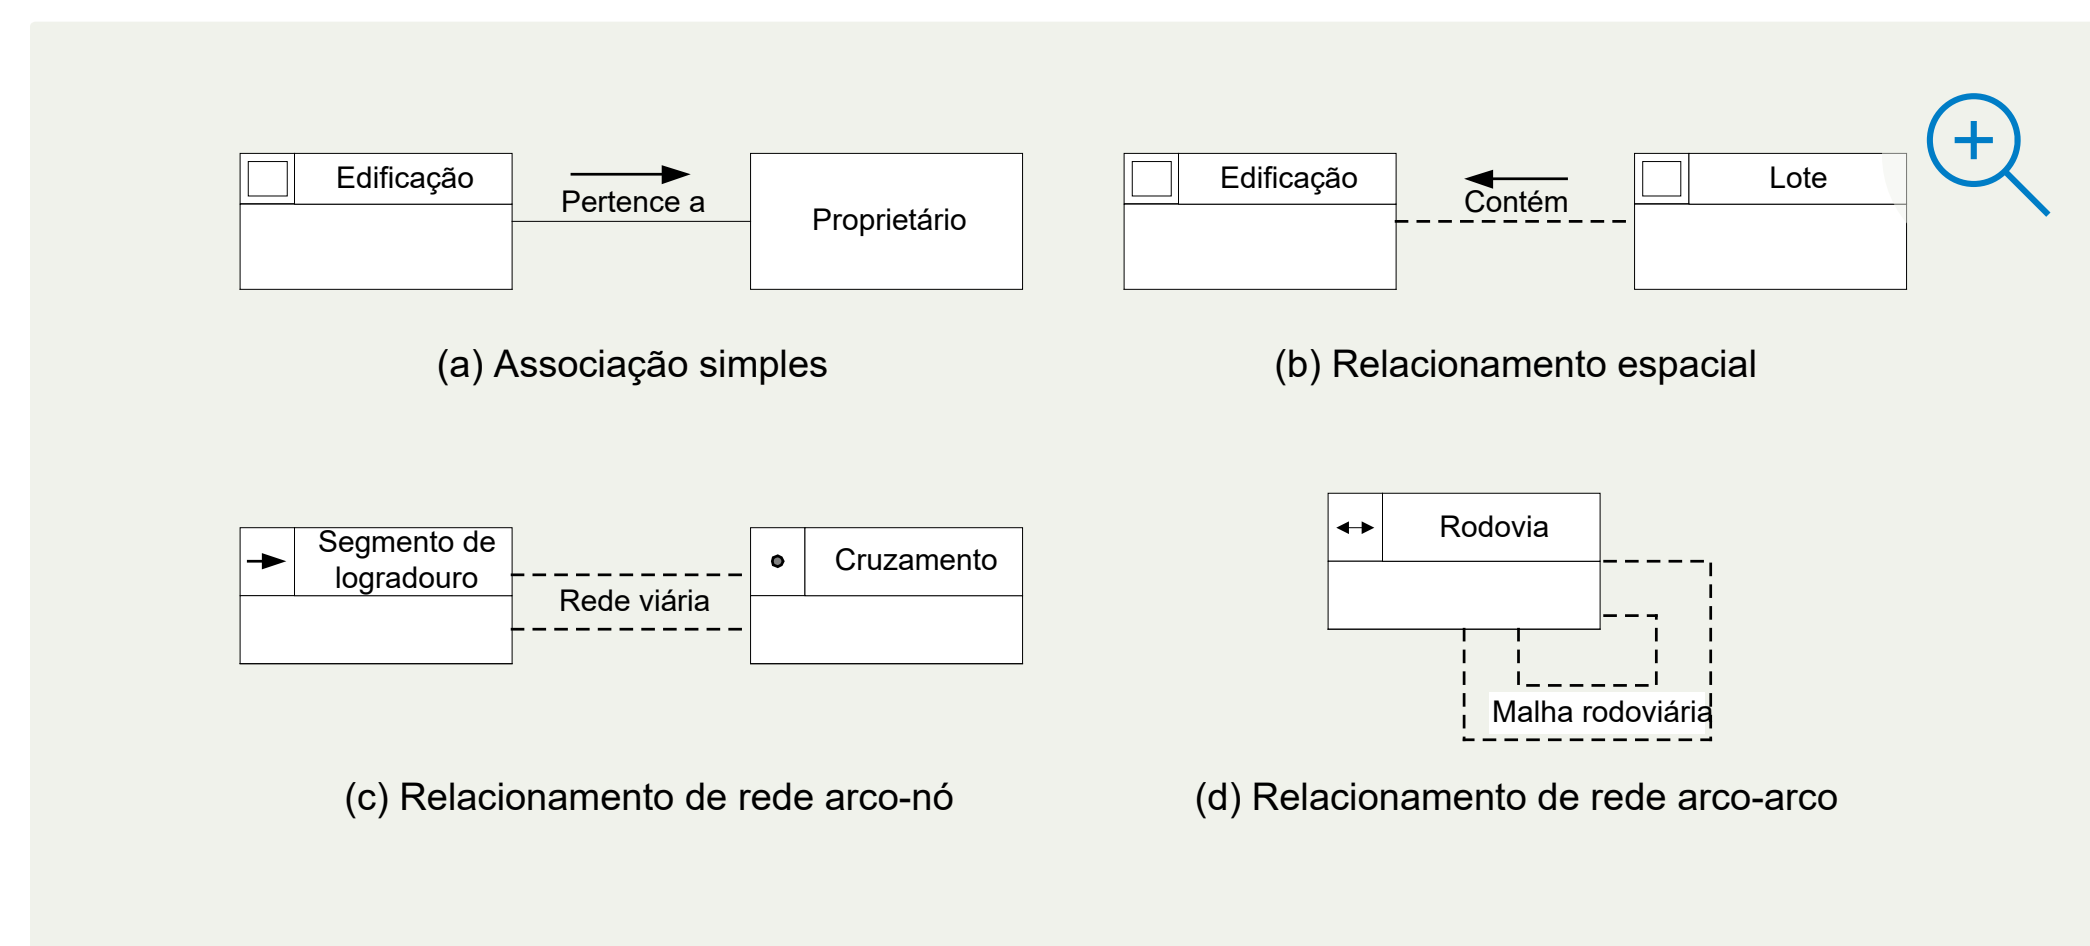 Edificação
Pertence a
Proprietário
Edificação
Contém
Lote
(a) Associação simples
(b) Relacionamento espacial
Segmento de
logradouro
Rede viária
Cruzamento
Rodovia
Malha rodoviária
(c) Relacionamento de rede arco-nó
(d) Relacionamento de rede arco-arco